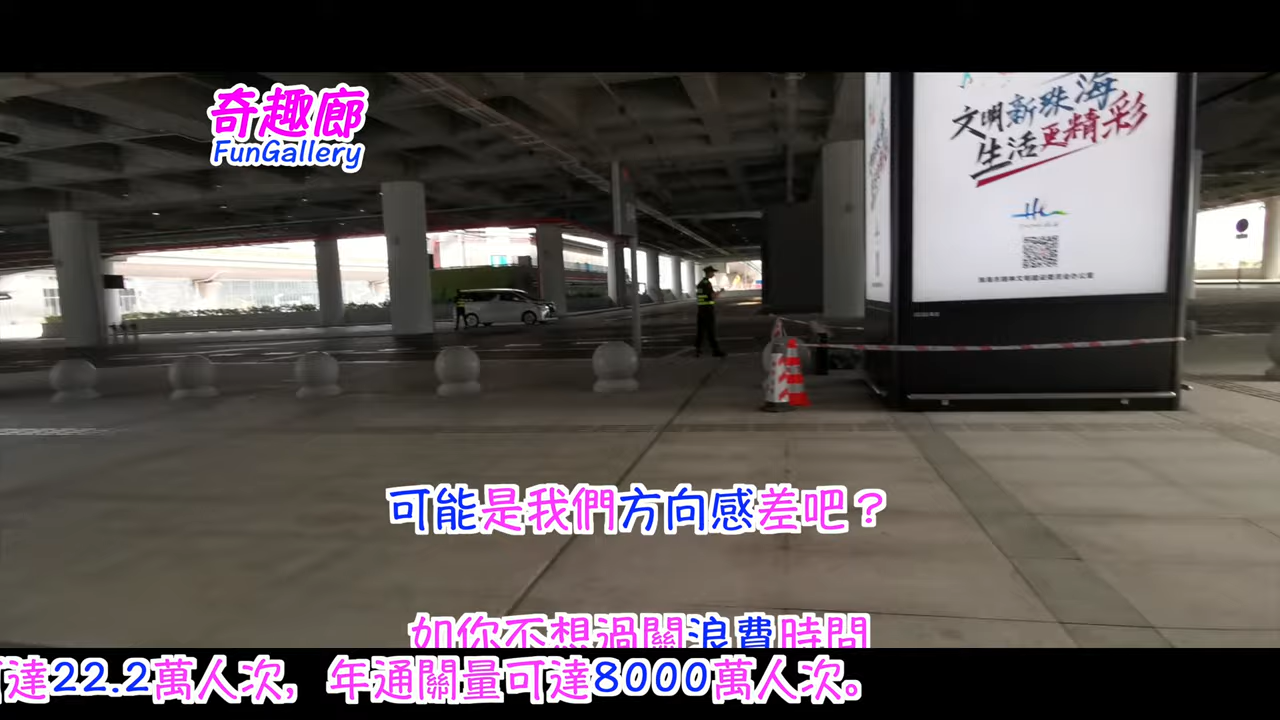 奇趣廊
FunGallery
文明新珠海
生活更精彩
可能是我們方向感差吧？
如你不想過關浪費時間
可達22.2萬人次, 年通關量可達8000萬人次。